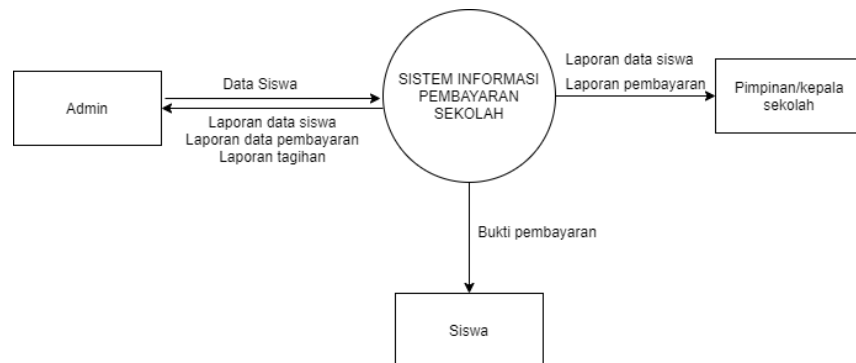 Admin
Data Siswa
Laporan data siswa
Laporan data pembayaran
Laporan tagihan
SISTEM INFORMASI
PEMBAYARAN
SEKOLAH
Laporan data siswa
Laporan pembayaran
Pimpinan/kepala
sekolah
Bukti pembayaran
Siswa